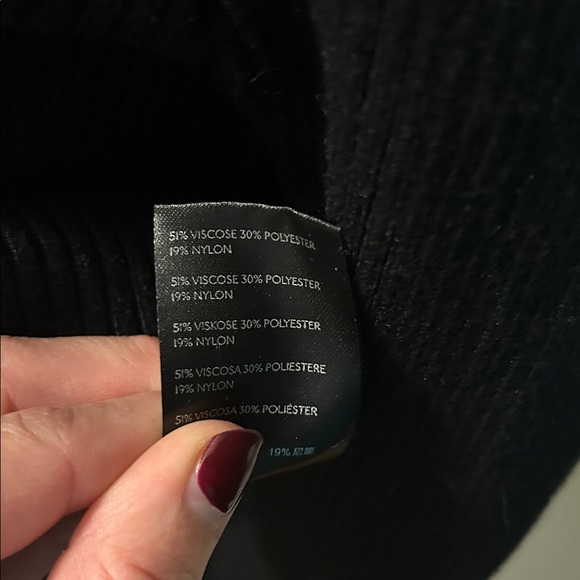 51% VISCOSE 30% POLYESTER
19% NYLON
51% VISCOSE 30% POLYESTER
19% NYLON
51% VISKOSE 30% POLYESTER
19% NYLON
51% VISCOSA 30% POLIESTERE
19% NYLON
51% VISCOSA 30% POLIÉSTER
19%